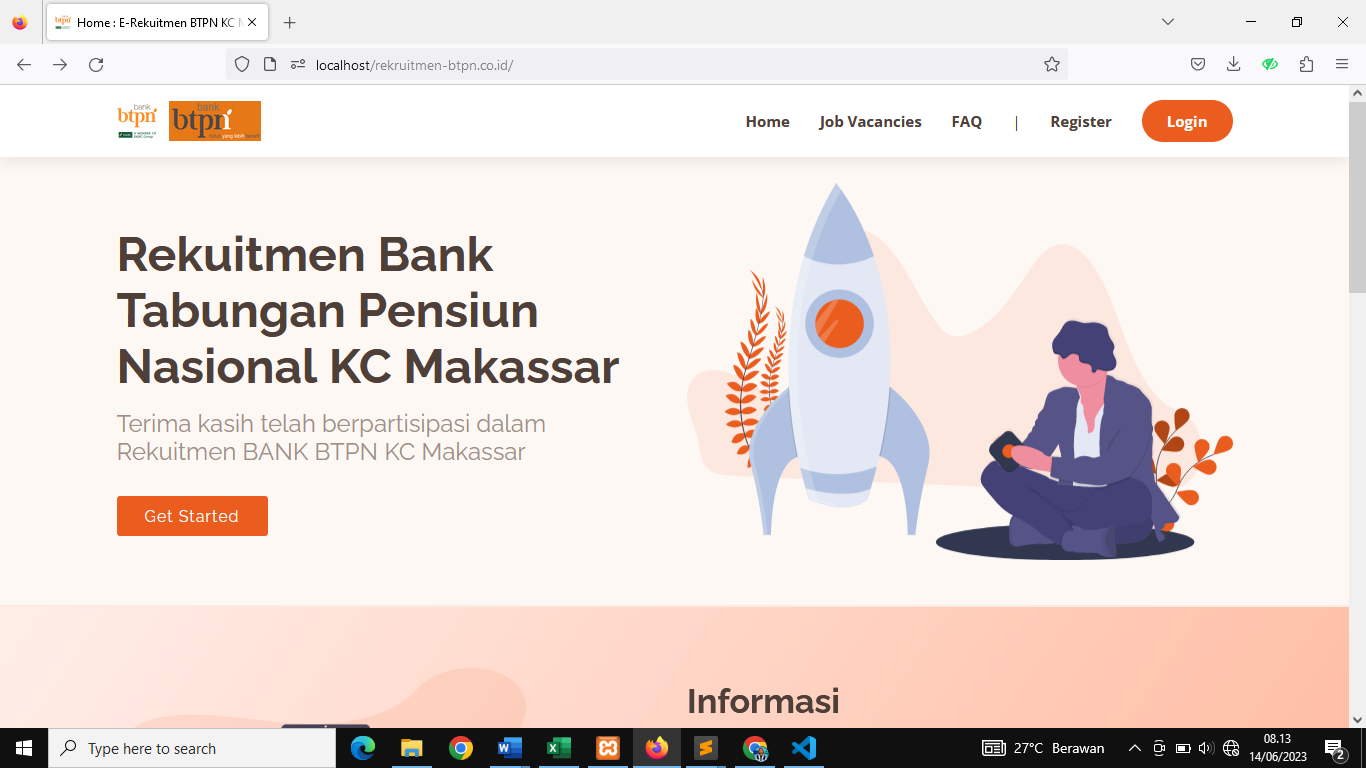 Home : E-Rekuitmen BTPN KC M
localhost/rekruitmen-btpn.co.id/
bank
btpn
bank
btpn
Home
Job Vacancies
FAQ
|
Register
Login
Rekuitmen Bank
Tabungan Pensiun
Nasional KC Makassar
Terima kasih telah berpartisipasi dalam
Rekuitmen BANK BTPN KC Makassar
Get Started
Informasi
Type here to search
27°C Berawan
08.13
14/06/2023
2